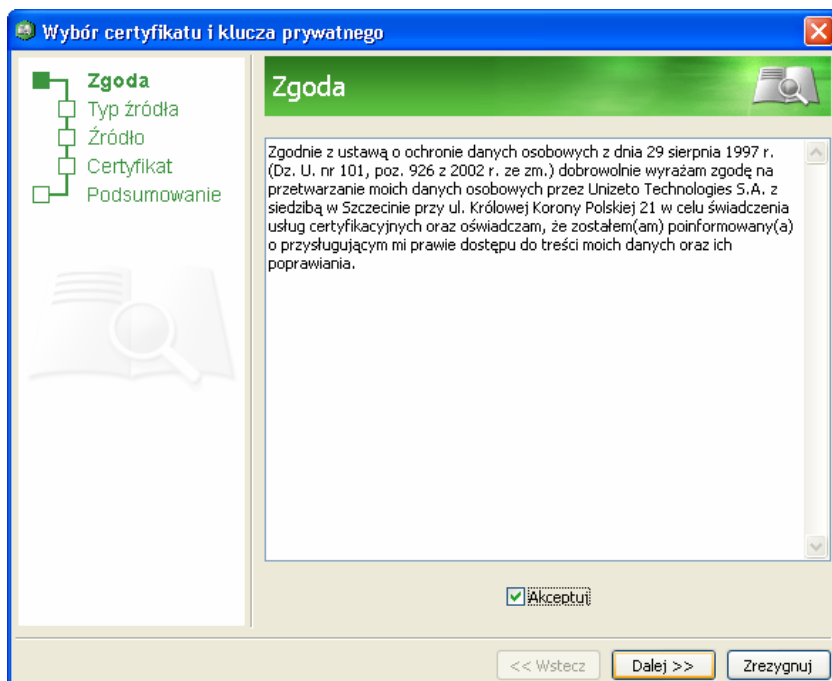 Wybór certyfikatu i klucza prywatnego
Zgoda
Typ źródła
Źródło
Certyfikat
Podsumowanie
Zgoda
Zgodnie z ustawą o ochronie danych osobowych z dnia 29 sierpnia 1997 r.
(Dz. U. nr 101, poz. 926 z 2002 r. ze zm.) dobrowolnie wyrażam zgodę na
przetwarzanie moich danych osobowych przez Unizeto Technologies S.A. z
siedzibą w Szczecinie przy ul. Królowej Korony Polskiej 21 w celu świadczenia
usług certyfikacyjnych oraz oświadczam, że zostałem(am) poinformowany(a)
o przysługującym mi prawie dostępu do treści moich danych oraz ich
poprawiania.
Akceptuj
<< Wstecz
Dalej >>
Zrezygnuj